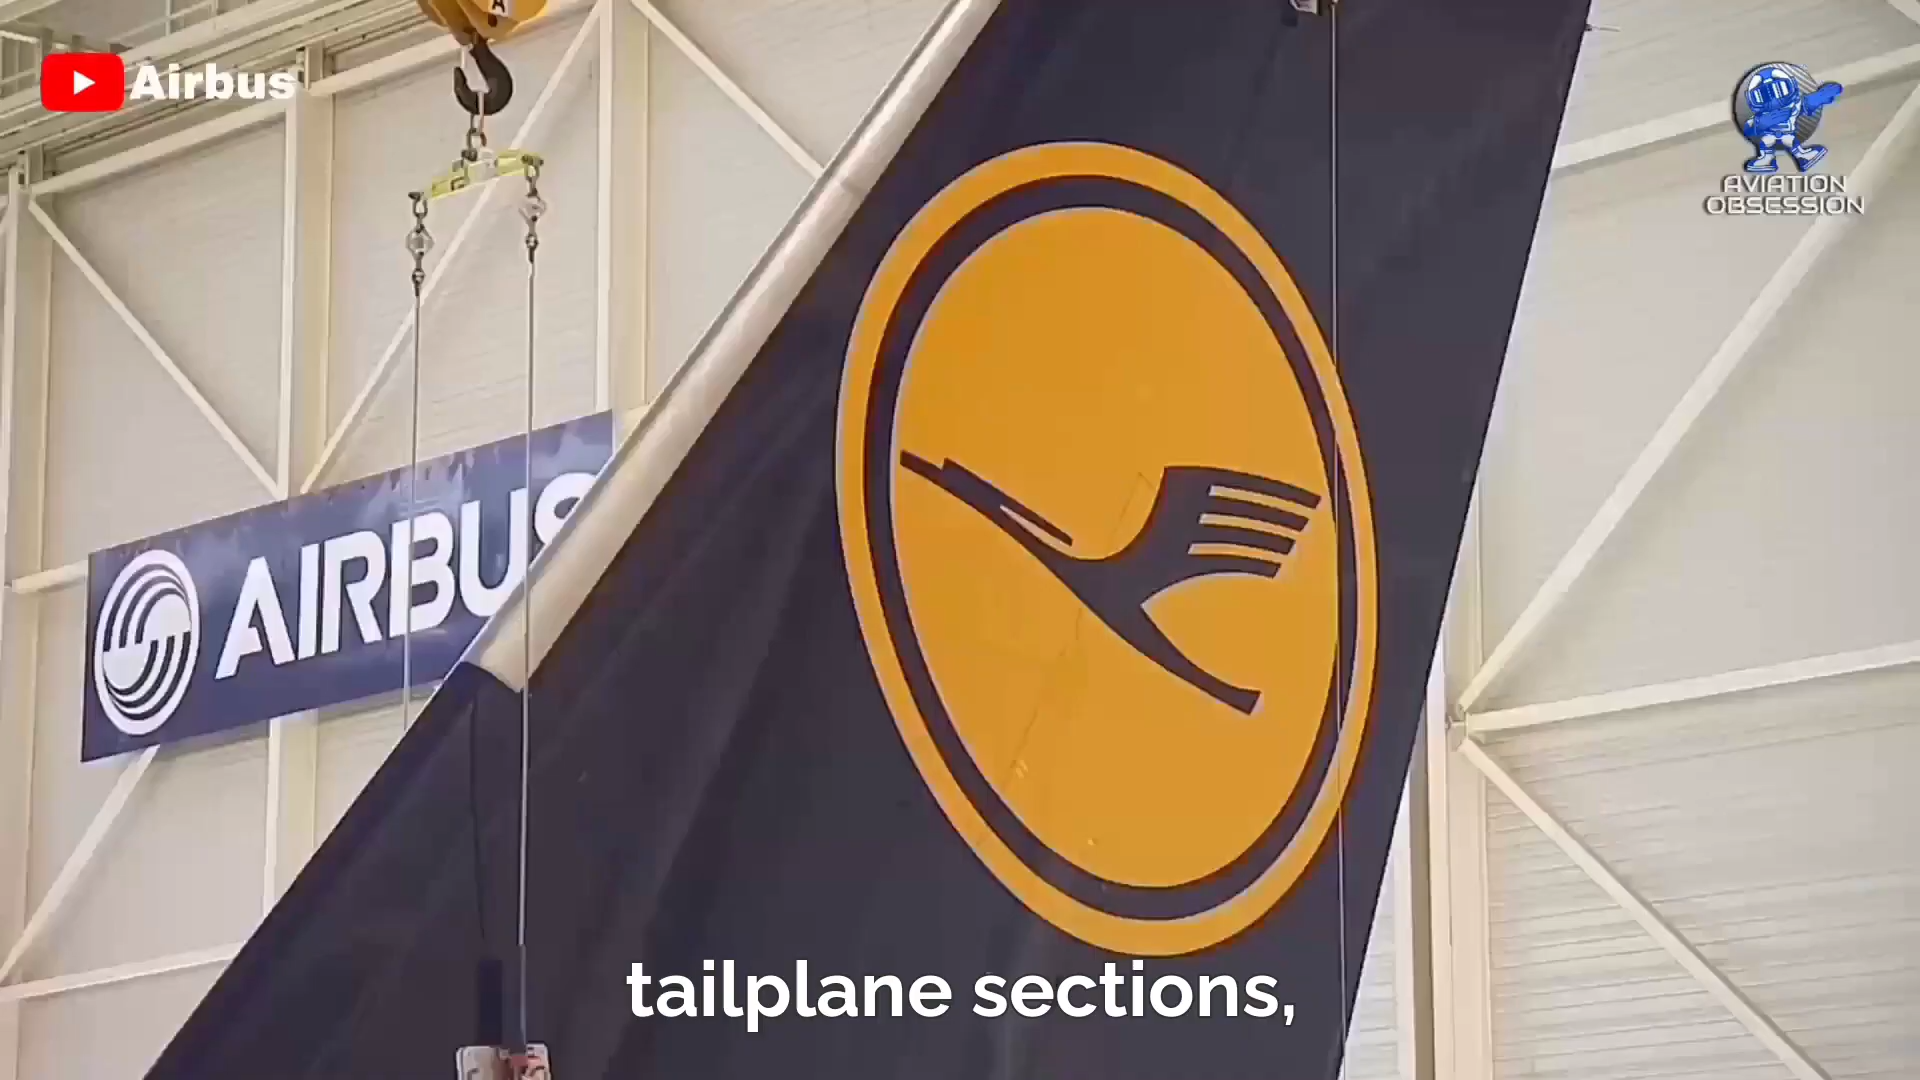 Airbus
AVIATION
OBSESSION
AIRBUS
tailplane sections,